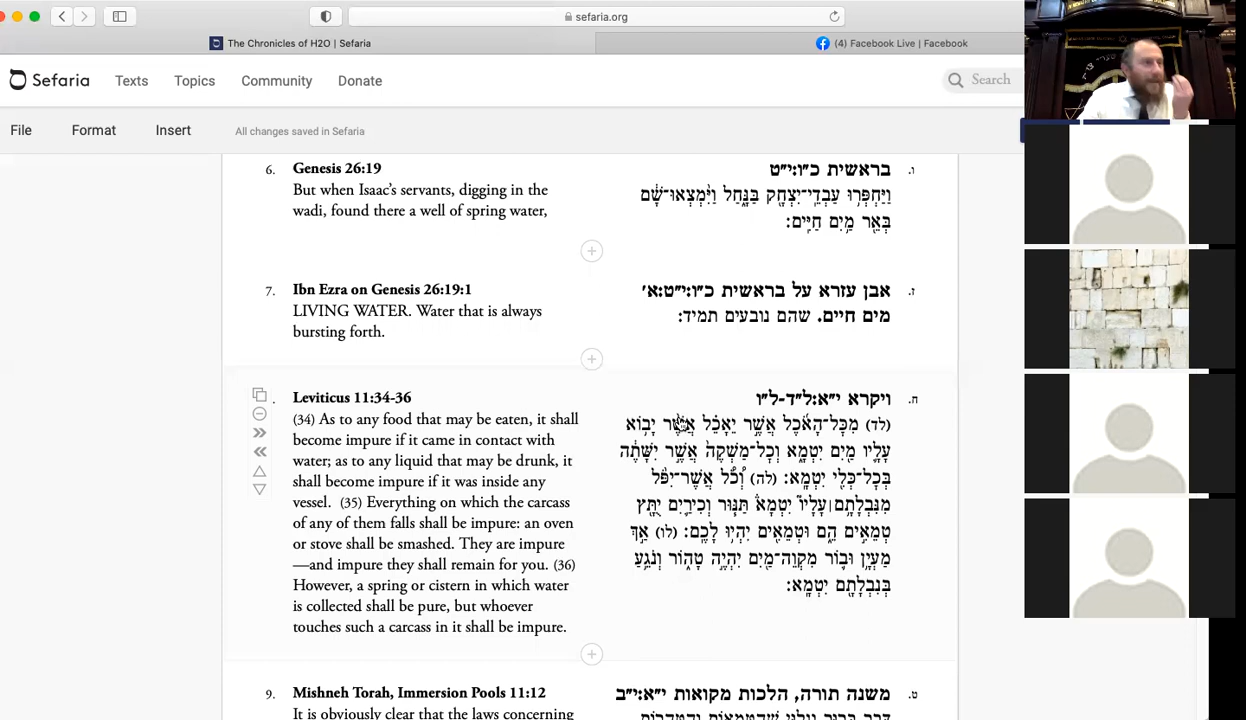 sefaria.org
The Chronicles of H2O | Sefaria
(4) Facebook Live | Facebook
Sefaria
Texts
Topics
Community
Donate
Search
File
Format
Insert
All changes saved in Sefaria
6.
Genesis 26:19
But when Isaac’s servants, digging in the
wadi, found there a well of spring water,
ו.
בראשית כ״ו:י״ט
וַיַּחְפְּר֥וּ עַבְדֵֽי־יִצְחָ֖ק בַּנָּ֑חַל וַיִּ֨מְצְאוּ־שָׁ֔ם
בְּאֵ֖ר מַ֥יִם חַיִּֽים׃
7.
Ibn Ezra on Genesis 26:19:1
LIVING WATER. Water that is always
bursting forth.
ז.
אבן עזרא על בראשית כ״ו:י״ט:א׳
מים חיים. שהם נובעים תמיד:
.
Leviticus 11:34-36
(34) As to any food that may be eaten, it shall
become impure if it came in contact with
water; as to any liquid that may be drunk, it
shall become impure if it was inside any
vessel. (35) Everything on which the carcass
of any of them falls shall be impure: an oven
or stove shall be smashed. They are impure
—and impure they shall remain for you. (36)
However, a spring or cistern in which water
is collected shall be pure, but whoever
touches such a carcass in it shall be impure.
ח.
ויקרא י״א:ל״ד-ל״ו
(לד) מִכׇּל־הָאֹ֜כֶל אֲשֶׁ֣ר יֵאָכֵ֗ל אֲשֶׁ֨ר יָב֥וֹא
עָלָ֛יו מַ֖יִם יִטְמָ֑א וְכׇל־מַשְׁקֶה֙ אֲשֶׁ֣ר יִשָּׁתֶ֔ה
בְּכׇל־כְּלִ֖י יִטְמָֽא׃ (לה) וְ֠כֹ֠ל אֲשֶׁר־יִפֹּ֨ל
מִנִּבְלָתָ֥ם ׀ עָלָיו֮ יִטְמָא֒ תַּנּ֧וּר וְכִירַ֛יִם יֻתָּ֖ץ
טְמֵאִ֣ים הֵ֑ם וּטְמֵאִ֖ים יִהְי֥וּ לָכֶֽם׃ (לו) אַ֣ךְ
מַעְיָ֥ן וּב֛וֹר מִקְוֵה־מַ֖יִם יִהְיֶ֣ה טָה֑וֹר וְנֹגֵ֥עַ
בְּנִבְלָתָ֖ם יִטְמָֽא׃
9.
Mishneh Torah, Immersion Pools 11:12
It is obviously clear that the laws concerning
ט.
משנה תורה, הלכות מקואות י״א:י״ב
דבר ברור וגלוי שהטמאות והטהרות